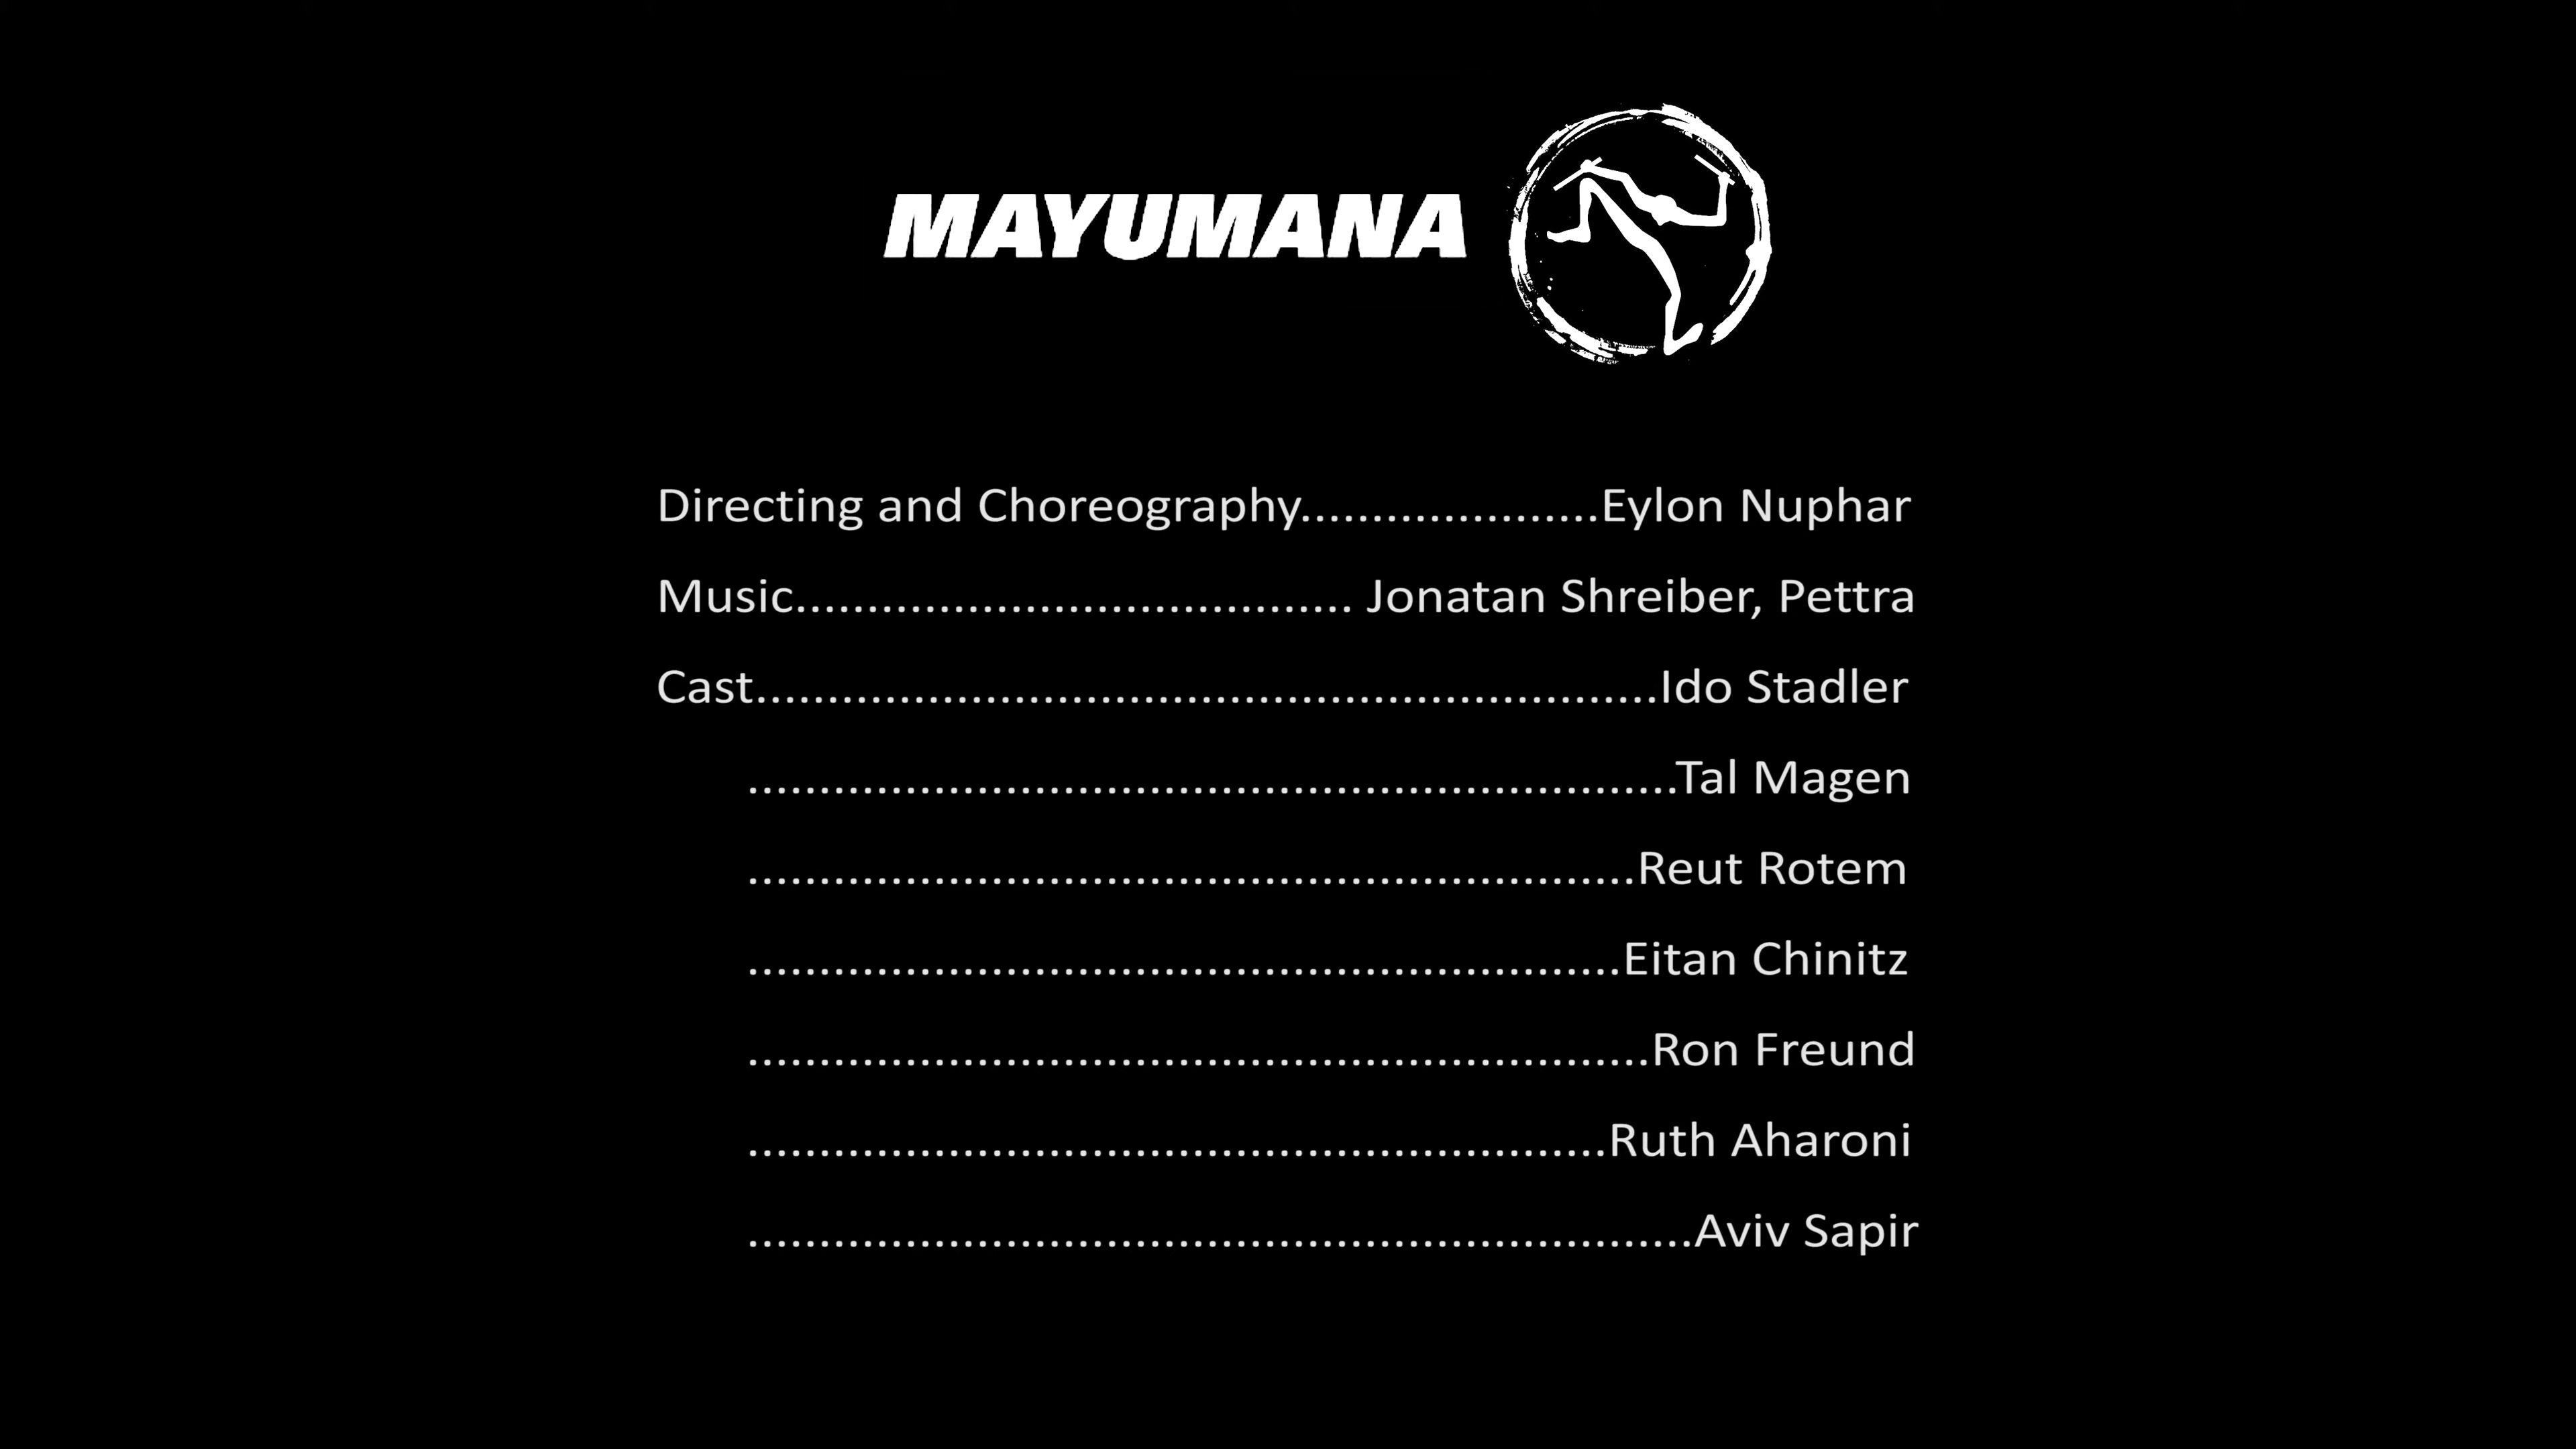 MAYUMANA
Directing and Choreography.....................Eylon Nuphar
Music....................................... Jonatan Shreiber, Pettra
Cast...............................................................Ido Stadler
.................................................................Tal Magen
..............................................................Reut Rotem
.............................................................Eitan Chinitz
...............................................................Ron Freund
............................................................Ruth Aharoni
..................................................................Aviv Sapir